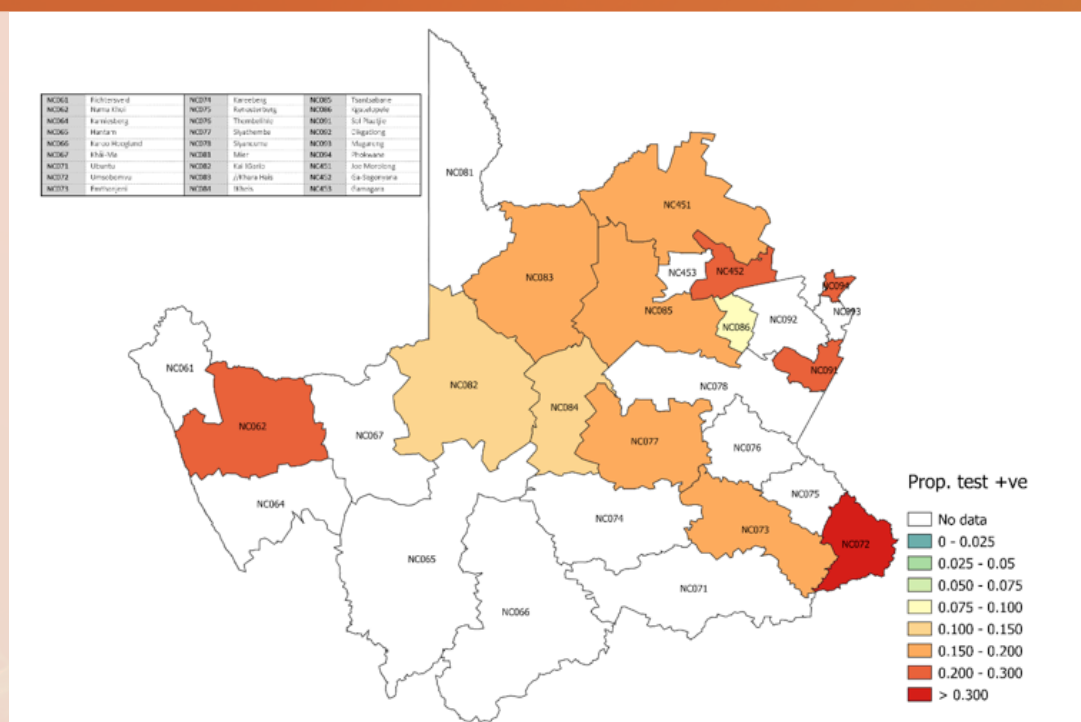 NC061 Richtersveld NC074 Kareeberg NC085 Tsantsabane
NC062 Nama Khoi NC075 Renosterberg NC086 Kgatelopele
NC064 Kamiesberg NC076 Thembelihle NC091 Sol Plaatjie
NC065 Hantam NC077 Siyathemba NC092 Dikgatlong
NC066 Karoo Hoogland NC078 Siyancuma NC093 Magareng
NC067 Khâi-Ma NC081 Mier NC094 Phokwane
NC071 Ubuntu NC082 Kai !Garib NC451 Joe Morolong
NC072 Umsobomvu NC083 //Khara Hais NC452 Ga-Segonyana
NC073 Emthanjeni NC084 !Kheis NC453 Gamagara
NC081
NC451
NC453
NC452
NC083
NC094
NC085
NC086
NC092
NC093
NC061
NC091
NC082
NC078
NC084
NC062
NC067
NC077
NC076
NC064
NC075
NC074
NC073
NC072
NC065
NC071
NC066
Prop. test +ve
No data
0 - 0.025
0.025 - 0.05
0.050 - 0.075
0.075 - 0.100
0.100 - 0.150
0.150 - 0.200
0.200 - 0.300
> 0.300